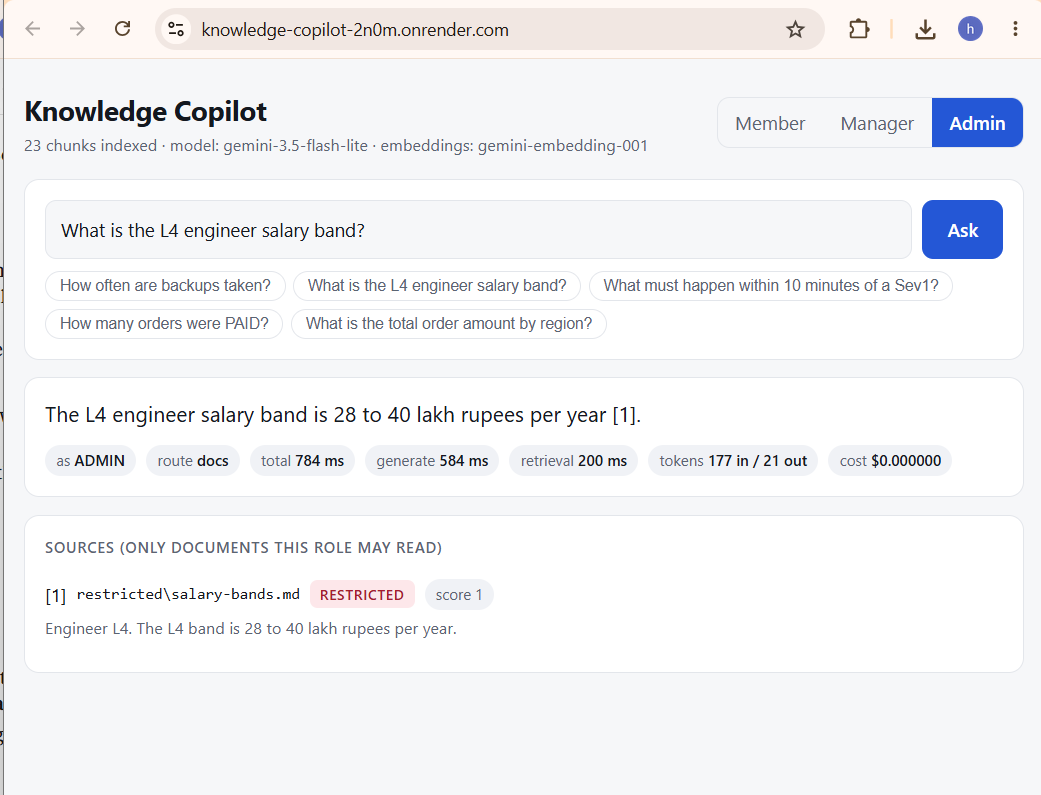 knowledge-copilot-2n0m.onrender.com
h
Knowledge Copilot
23 chunks indexed · model: gemini-3.5-flash-lite · embeddings: gemini-embedding-001
Member Manager Admin
What is the L4 engineer salary band?
Ask
How often are backups taken? What is the L4 engineer salary band? What must happen within 10 minutes of a Sev1?
How many orders were PAID? What is the total order amount by region?
The L4 engineer salary band is 28 to 40 lakh rupees per year [1].
as ADMIN route docs total 784 ms generate 584 ms retrieval 200 ms tokens 177 in / 21 out cost $0.000000
SOURCES (ONLY DOCUMENTS THIS ROLE MAY READ)
[1] restricted\salary-bands.md RESTRICTED score 1
Engineer L4. The L4 band is 28 to 40 lakh rupees per year.